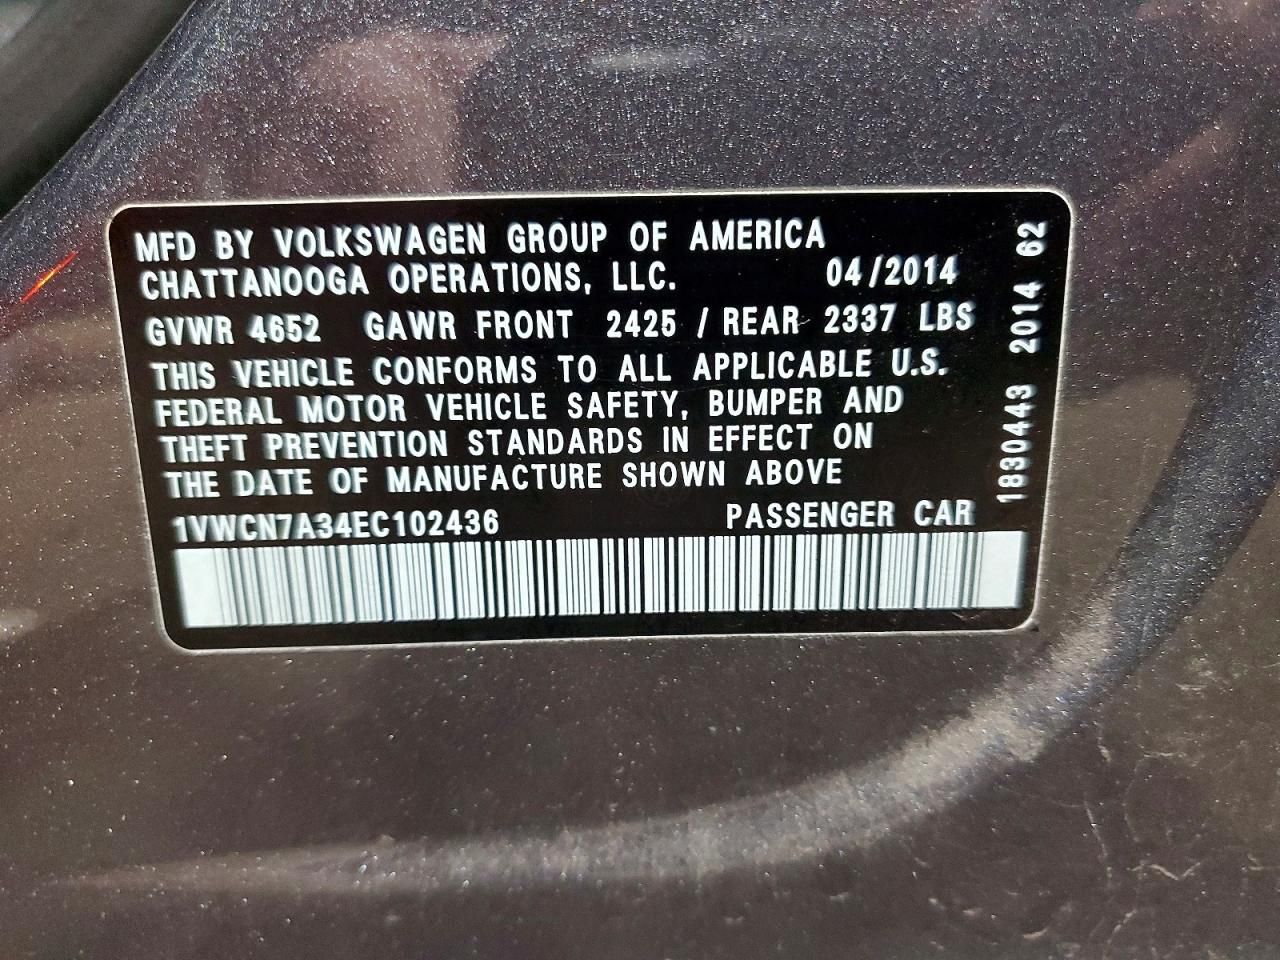 MFD BY VOLKSWAGEN GROUP OF AMERICA
CHATTANOOGA OPERATIONS, LLC. 04/2014
GVWR 4652 GAWR FRONT 2425 / REAR 2337 LBS
THIS VEHICLE CONFORMS TO ALL APPLICABLE U.S.
FEDERAL MOTOR VEHICLE SAFETY, BUMPER AND
THEFT PREVENTION STANDARDS IN EFFECT ON
THE DATE OF MANUFACTURE SHOWN ABOVE
1VWCN7A34EC102436 PASSENGER CAR
1830443 2014 62